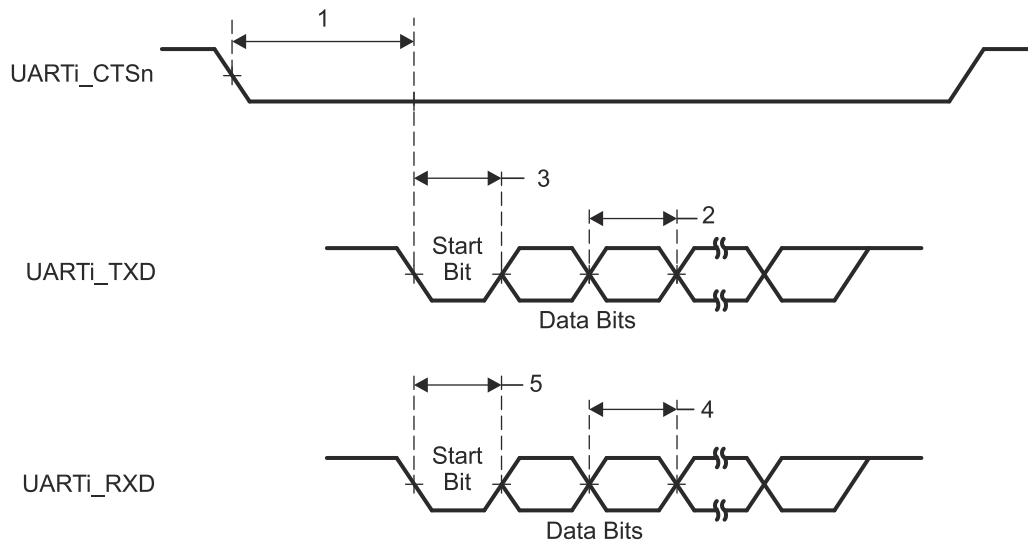 1
UARTi_CTSn
3
2
Start
Bit
UARTi_TXD
Data Bits
5
4
Start
Bit
UARTi_RXD
Data Bits